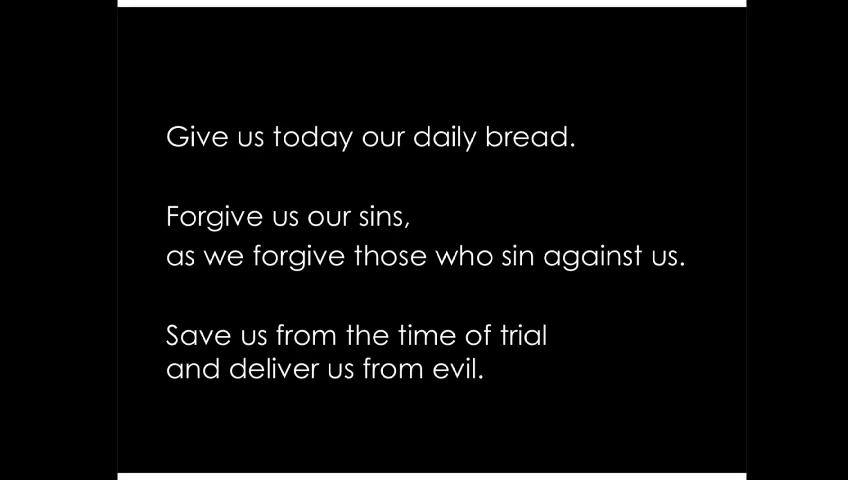 Give us today our daily bread.
Forgive us our sins,
as we forgive those who sin against us.
Save us from the time of trial
and deliver us from evil.